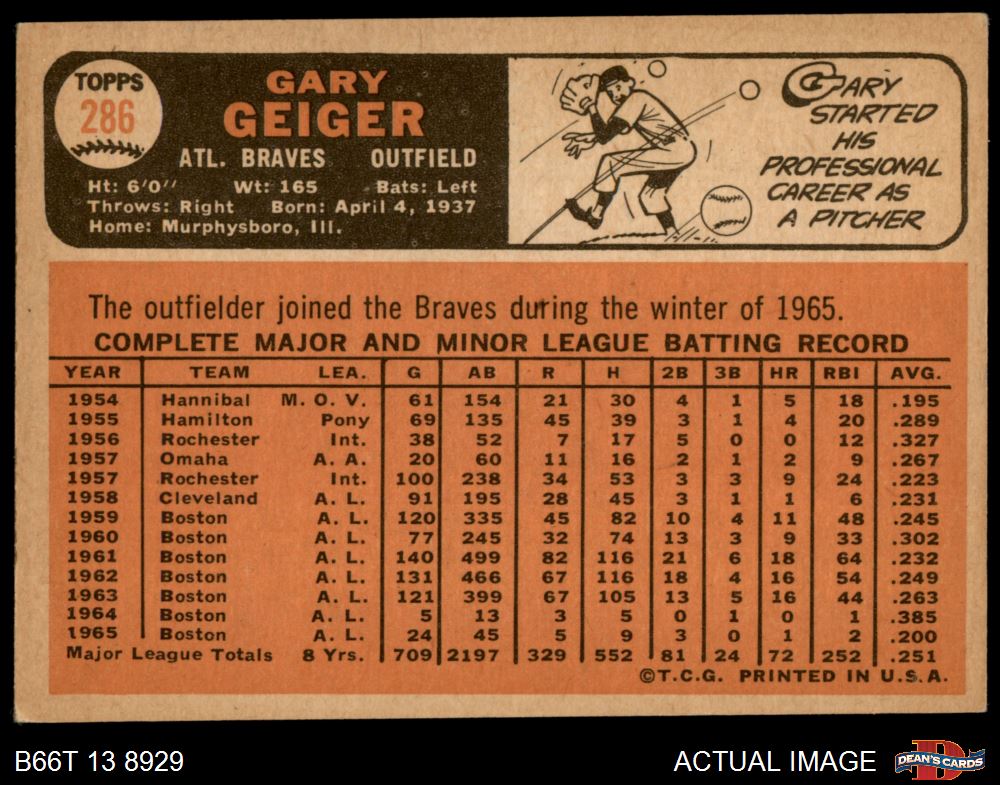 TOPPS
286
GARY
GEIGER
ATL. BRAVES OUTFIELD
Ht: 6'0" Wt: 165 Bats: Left
Throws: Right Born: April 4, 1937
Home: Murphysboro, Ill.
GARY
STARTED
HIS
PROFESSIONAL
CAREER AS
A PITCHER
The outfielder joined the Braves during the winter of 1965.
COMPLETE MAJOR AND MINOR LEAGUE BATTING RECORD
YEAR TEAM LEA. G AB R H 2B 3B HR RBI AVG.
1954 Hannibal M. O. V. 61 154 21 30 4 1 5 18 .195
1955 Hamilton Pony 69 135 45 39 3 1 4 20 .289
1956 Rochester Int. 38 52 7 17 5 0 0 12 .327
1957 Omaha A. A. 20 60 11 16 2 1 2 9 .267
1957 Rochester Int. 100 238 34 53 3 3 9 24 .223
1958 Cleveland A. L. 91 195 28 45 3 1 1 6 .231
1959 Boston A. L. 120 335 45 82 10 4 11 48 .245
1960 Boston A. L. 77 245 32 74 13 3 9 33 .302
1961 Boston A. L. 140 499 82 116 21 6 18 64 .232
1962 Boston A. L. 131 466 67 116 18 4 16 54 .249
1963 Boston A. L. 121 399 67 105 13 5 16 44 .263
1964 Boston A. L. 5 13 3 5 0 1 0 1 .385
1965 Boston A. L. 24 45 5 9 3 0 1 2 .200
Major League Totals 8 Yrs. 709 2197 329 552 81 24 72 252 .251
©T.C.G. PRINTED IN U.S.A.
B66T 13 8929
ACTUAL IMAGE
DEAN'S CARDS